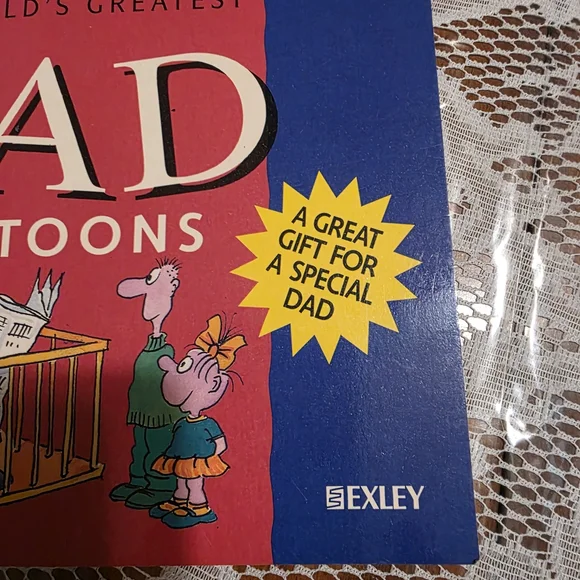 LD'S GREATEST
AD
TOONS
A GREAT
GIFT FOR
A SPECIAL
DAD
EXLEY